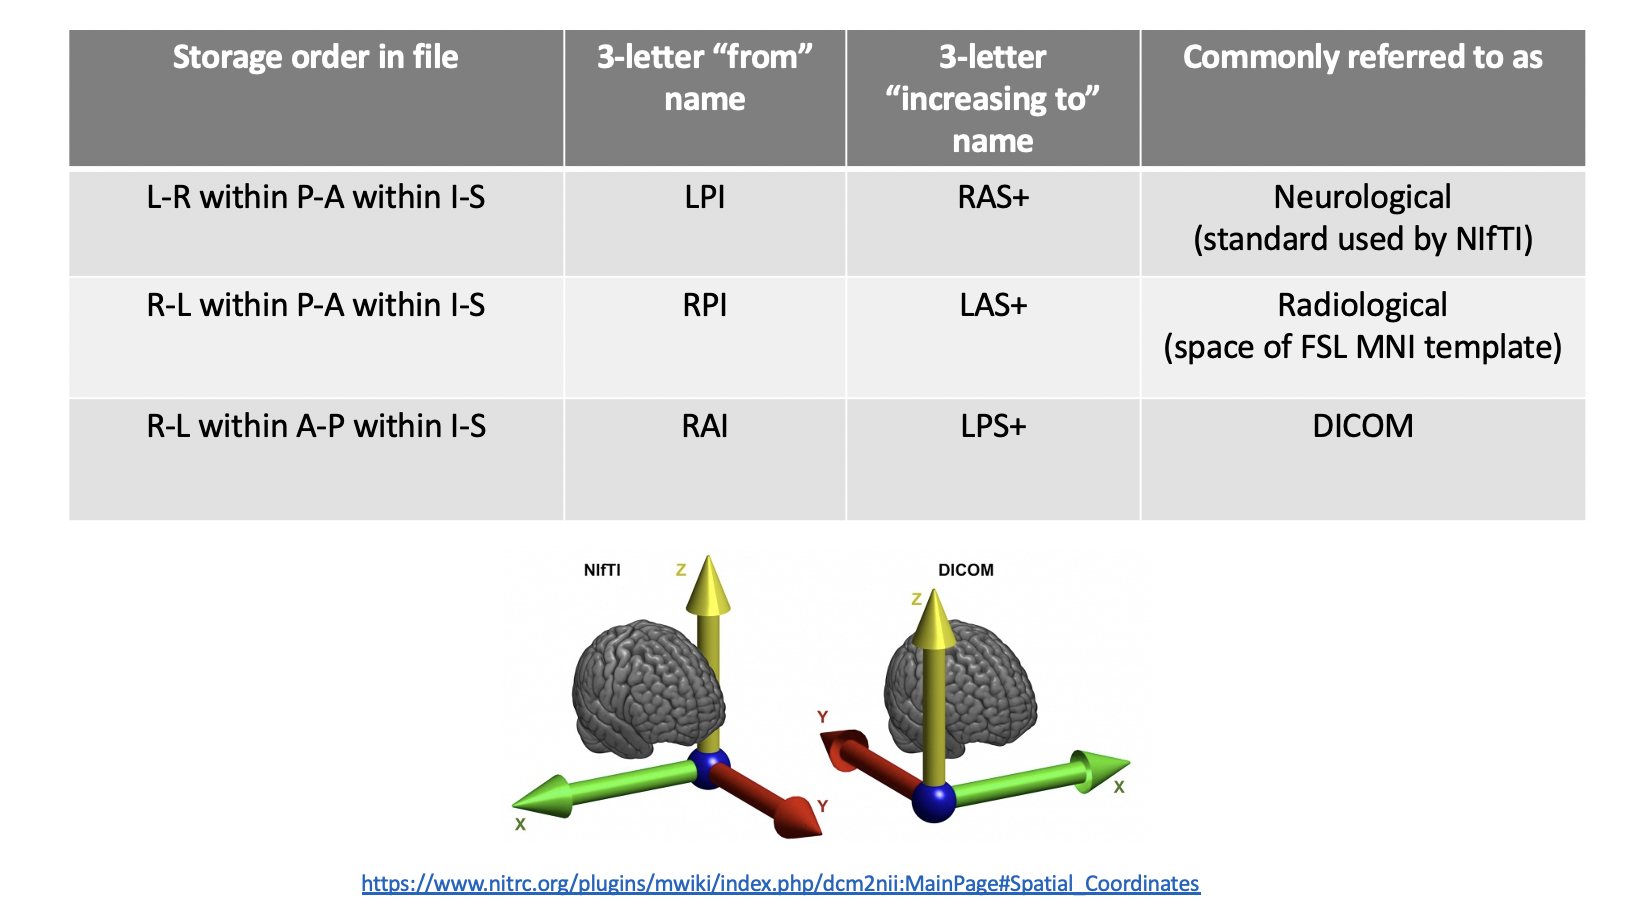 Storage order in file
3-letter “from”
name
3-letter
“increasing to”
name
Commonly referred to as
L-R within P-A within I-S
LPI
RAS+
Neurological
(standard used by NIfTI)
R-L within P-A within I-S
RPI
LAS+
Radiological
(space of FSL MNI template)
R-L within A-P within I-S
RAI
LPS+
DICOM
NIfTI
Z
X
Y
DICOM
Z
Y
X
https://www.nitrc.org/plugins/mwiki/index.php/dcm2nii:MainPage#Spatial_Coordinates